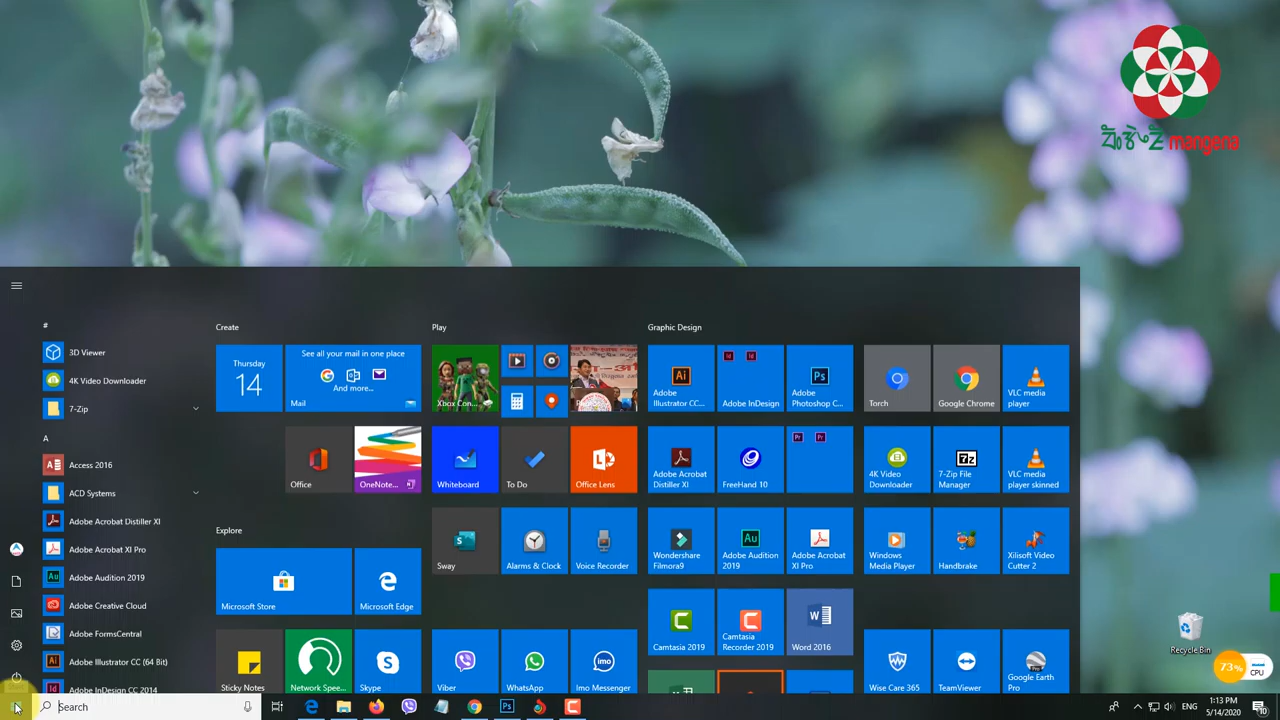 mangena
#
3D Viewer
4K Video Downloader
7-Zip
A
Access 2016
ACD Systems
Adobe Acrobat Distiller XI
Adobe Acrobat XI Pro
Adobe Audition 2019
Adobe Creative Cloud
Adobe FormsCentral
Adobe Illustrator CC (64 Bit)
Adobe InDesign CC 2014
Create
Thursday
14
See all your mail in one place
And more...
Mail
Office
OneNote...
Explore
Microsoft Store
Microsoft Edge
Sticky Notes
Network Spee...
Skype
Play
Xbox Con...
Whiteboard
To Do
Office Lens
Sway
Alarms & Clock
Voice Recorder
Viber
WhatsApp
imo
Imo Messenger
Graphic Design
Adobe Illustrator CC...
Adobe InDesign
Adobe Photoshop C...
Adobe Acrobat Distiller XI
FreeHand 10
Wondershare Filmora9
Adobe Audition 2019
Adobe Acrobat XI Pro
Camtasia 2019
Camtasia Recorder 2019
Word 2016
Torch
Google Chrome
VLC media player
4K Video Downloader
7-Zip File Manager
VLC media player skinned
Windows Media Player
Handbrake
Xilisoft Video Cutter 2
Wise Care 365
TeamViewer
Google Earth Pro
Recycle Bin
73%
CPU
Search
ENG
1:13 PM
5/14/2020
10